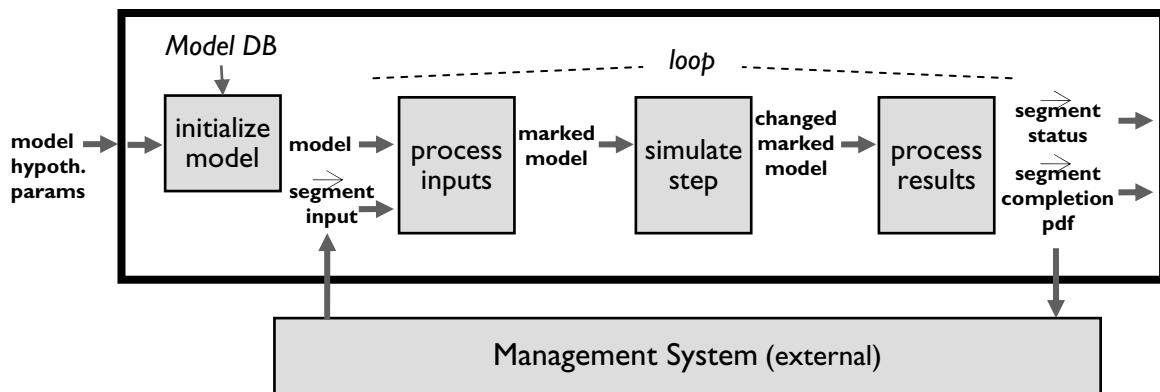 Model DB
loop
initialize
model
model
hypoth.
params
model
segment
input
process
inputs
marked
model
simulate
step
changed
marked
model
process
results
segment
status
segment
completion
pdf
Management System (external)